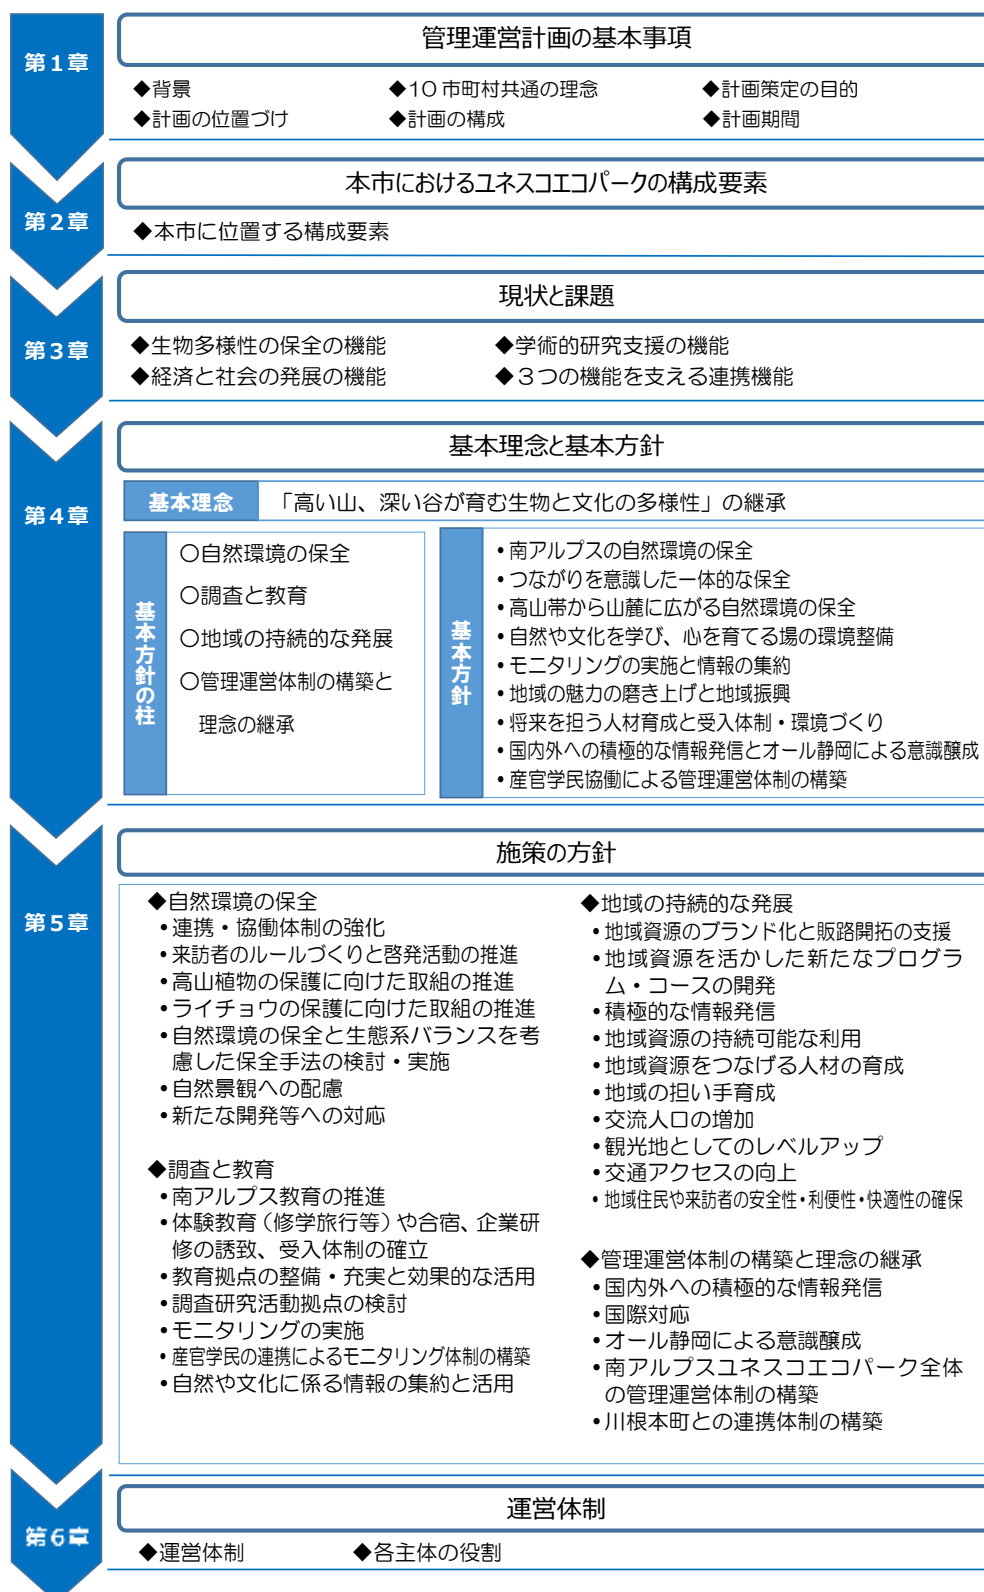 第1章
管理運営計画の基本事項
◆背景
◆10市町村共通の理念
◆計画策定の目的
◆計画の位置づけ
◆計画の構成
◆計画期間
第2章
本市におけるユネスコエコパークの構成要素
◆本市に位置する構成要素
第3章
現状と課題
◆生物多様性の保全の機能
◆学術的研究支援の機能
◆経済と社会の発展の機能
◆3つの機能を支える連携機能
第4章
基本理念と基本方針
基本理念
「高い山、深い谷が育む生物と文化の多様性」の継承
基本方針の柱
〇自然環境の保全
〇調査と教育
〇地域の持続的な発展
〇管理運営体制の構築と
理念の継承
基本方針
•南アルプスの自然環境の保全
•つながりを意識した一体的な保全
•高山帯から山麓に広がる自然環境の保全
•自然や文化を学び、心を育てる場の環境整備
•モニタリングの実施と情報の集約
•地域の魅力の磨き上げと地域振興
•将来を担う人材育成と受入体制・環境づくり
•国内外への積極的な情報発信とオール静岡による意識醸成
•産官学民協働による管理運営体制の構築
第5章
施策の方針
◆自然環境の保全
•連携・協働体制の強化
•来訪者のルールづくりと啓発活動の推進
•高山植物の保護に向けた取組の推進
•ライチョウの保護に向けた取組の推進
•自然環境の保全と生態系バランスを考
慮した保全手法の検討・実施
•自然景観への配慮
•新たな開発等への対応
◆調査と教育
•南アルプス教育の推進
•体験教育（修学旅行等）や合宿、企業研
修の誘致、受入体制の確立
•教育拠点の整備・充実と効果的な活用
•調査研究活動拠点の検討
•モニタリングの実施
•産官学民の連携によるモニタリング体制の構築
•自然や文化に係る情報の集約と活用
◆地域の持続的な発展
•地域資源のブランド化と販路開拓の支援
•地域資源を活かした新たなプログラ
ム・コースの開発
•積極的な情報発信
•地域資源の持続可能な利用
•地域資源をつなげる人材の育成
•地域の担い手育成
•交流人口の増加
•観光地としてのレベルアップ
•交通アクセスの向上
•地域住民や来訪者の安全性・利便性・快適性の確保
◆管理運営体制の構築と理念の継承
•国内外への積極的な情報発信
•国際対応
•オール静岡による意識醸成
•南アルプスユネスコエコパーク全体
の管理運営体制の構築
•川根本町との連携体制の構築
第6章
運営体制
◆運営体制
◆各主体の役割